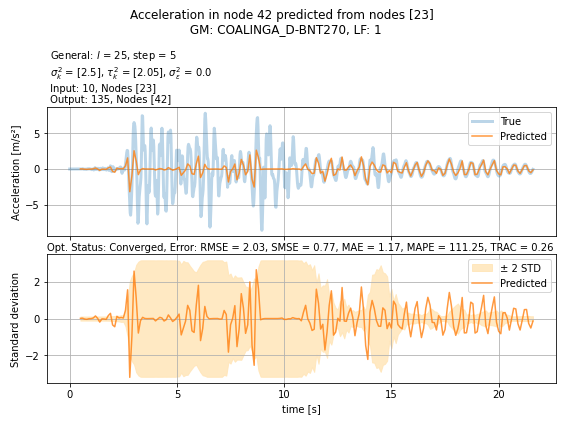 Acceleration in node 42 predicted from nodes [23]
GM: COALINGA_D-BNT270, LF: 1
General: l = 25, step = 5
σ²ₖ = [2.5], τ²ₖ = [2.05], σ²ε = 0.0
Input: 10, Nodes [23]
Output: 135, Nodes [42]
Acceleration [m/s²]
5
0
−5
True
Predicted
Opt. Status: Converged, Error: RMSE = 2.03, SMSE = 0.77, MAE = 1.17, MAPE = 111.25, TRAC = 0.26
Standard deviation
2
0
−2
± 2 STD
Predicted
0 5 10 15 20
time [s]